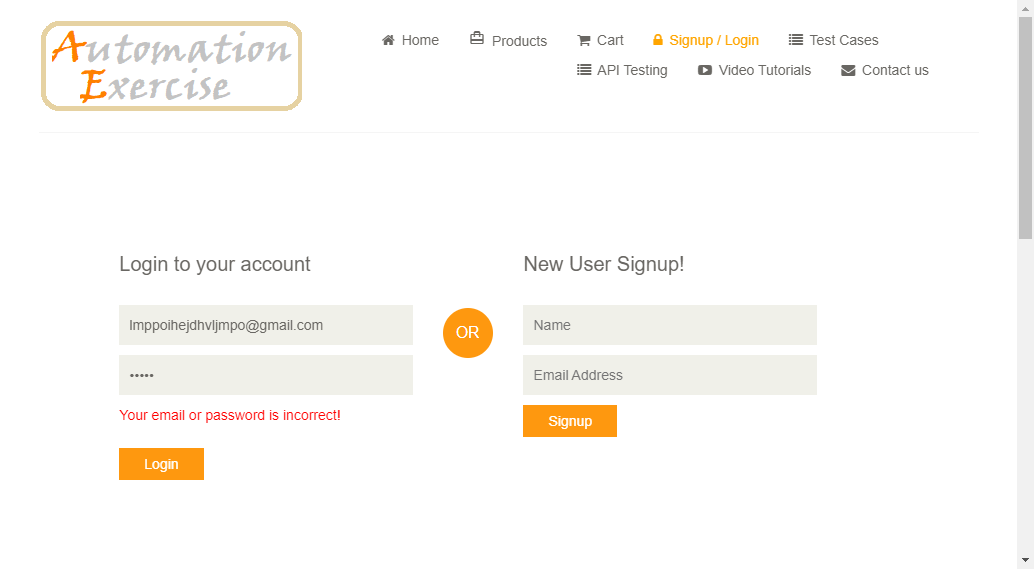 Automation
Exercise
Home Products Cart Signup / Login Test Cases
API Testing Video Tutorials Contact us
Login to your account
lmppoihejdhvljmpo@gmail.com
•••••
Your email or password is incorrect!
Login
OR
New User Signup!
Name
Email Address
Signup